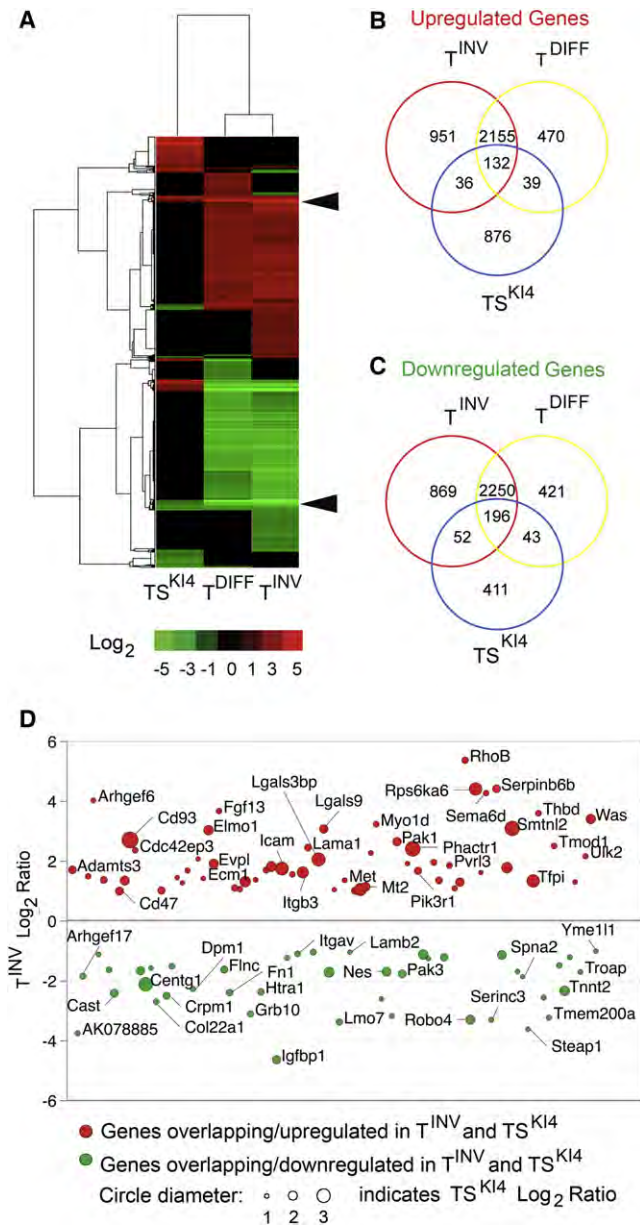 A
TS^KI4 T^DIFF T^INV
Log₂
-5 -3 -1 0 1 3 5
B
Upregulated Genes
T^INV T^DIFF
951 2155 470
132
36 39
876
TS^KI4
C
Downregulated Genes
T^INV T^DIFF
869 2250 421
196
52 43
411
TS^KI4
D
T^INV Log₂ Ratio
6
4
2
0
-2
-4
-6
RhoB
Rps6ka6
Serpinb6b
Sema6d
Thbd
Was
Smtnl2
Tmod1
Ulk2
Arhgef6
Cd93
Cdc42ep3
Adamts3
Cd47
Fgf13
Elmo1
Evpl
Ecm1
Icam
Lgals3bp
Lgals9
Lama1
Itgb3
Myo1d
Pak1
Phactr1
Met
Mt2
Pvrl3
Pik3r1
Tfpi
Arhgef17
Centg1
Cast
Crpm1
Col22a1
AK078885
Dpm1
Flnc
Fn1
Htra1
Grb10
Igfbp1
Itgav
Lamb2
Nes
Pak3
Lmo7
Robo4
Serinc3
Spna2
Yme1l1
Troap
Tnnt2
Tmem200a
Steap1
Genes overlapping/upregulated in T^INV and TS^KI4
Genes overlapping/downregulated in T^INV and TS^KI4
Circle diameter: indicates TS^KI4 Log₂ Ratio
1 2 3